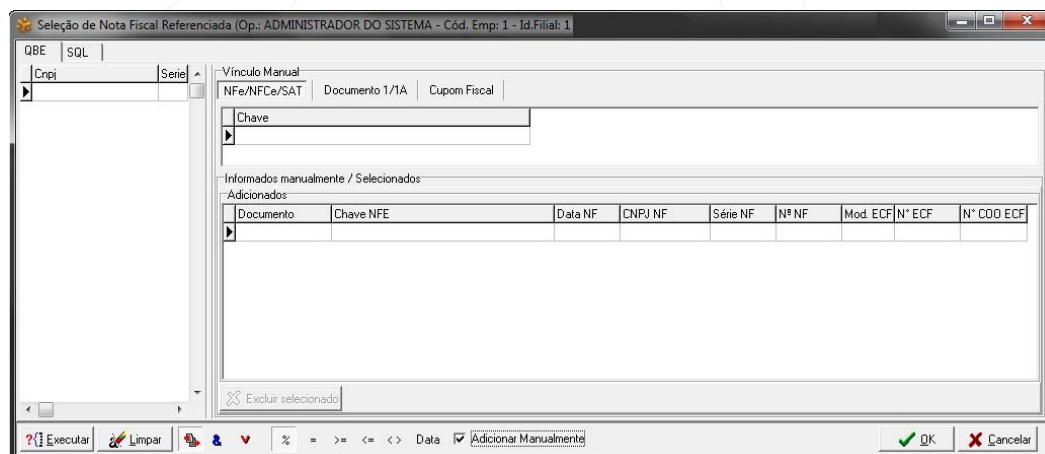 Seleção de Nota Fiscal Referenciada (Op.: ADMINISTRADOR DO SISTEMA - Cód. Emp: 1 - Id.Filial: 1
QBE SQL
Cnpj Serie
Vínculo Manual
NFe/NFCe/SAT Documento 1/1A Cupom Fiscal
Chave
Informados manualmente / Selecionados
Adicionados
Documento Chave NFE Data NF CNPJ NF Série NF Nº NF Mod. ECF N° ECF N° COO ECF
Excluir selecionado
?{} Executar Limpar & v % = >= <= <> Data Adicionar Manualmente OK Cancelar